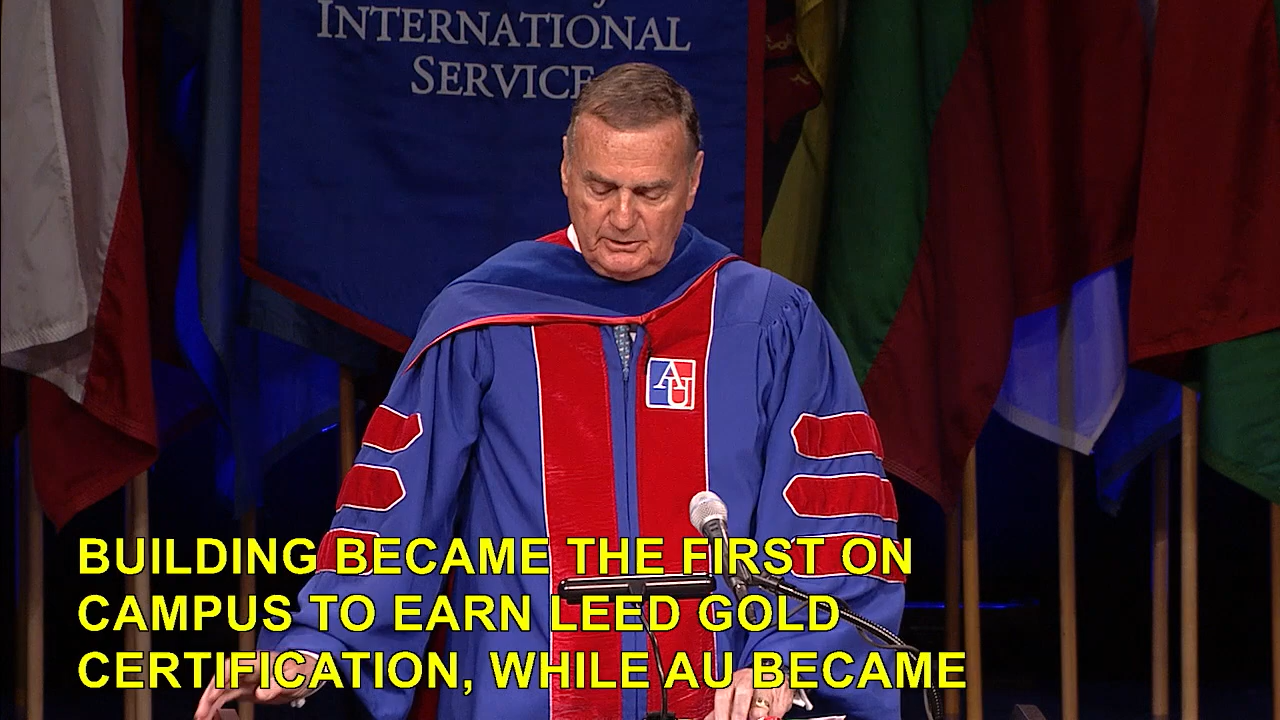 INTERNATIONAL
SERVICE
AU
BUILDING BECAME THE FIRST ON
CAMPUS TO EARN LEED GOLD
CERTIFICATION, WHILE AU BECAME